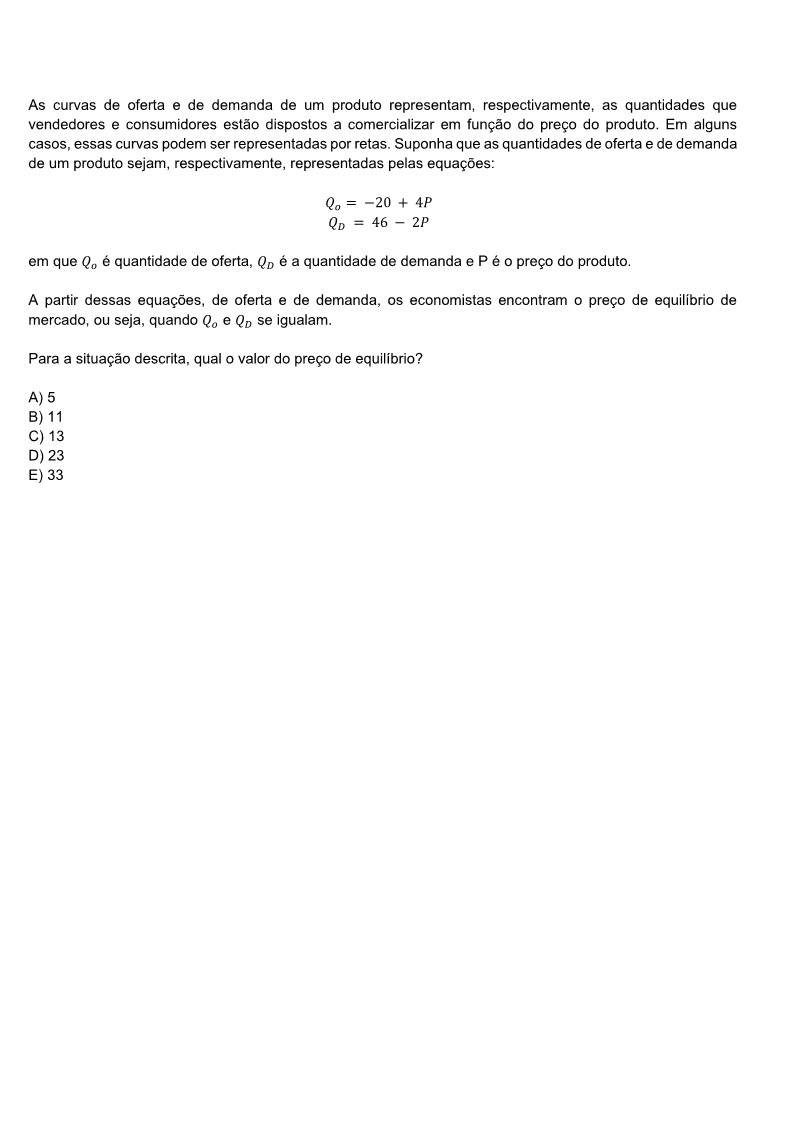 As curvas de oferta e de demanda de um produto representam, respectivamente, as quantidades que
vendedores e consumidores estão dispostos a comercializar em função do preço do produto. Em alguns
casos, essas curvas podem ser representadas por retas. Suponha que as quantidades de oferta e de demanda
de um produto sejam, respectivamente, representadas pelas equações:
Qₒ = −20 + 4P
Q_D = 46 − 2P
em que Qₒ é quantidade de oferta, Q_D é a quantidade de demanda e P é o preço do produto.
A partir dessas equações, de oferta e de demanda, os economistas encontram o preço de equilíbrio de
mercado, ou seja, quando Qₒ e Q_D se igualam.
Para a situação descrita, qual o valor do preço de equilíbrio?
A) 5
B) 11
C) 13
D) 23
E) 33